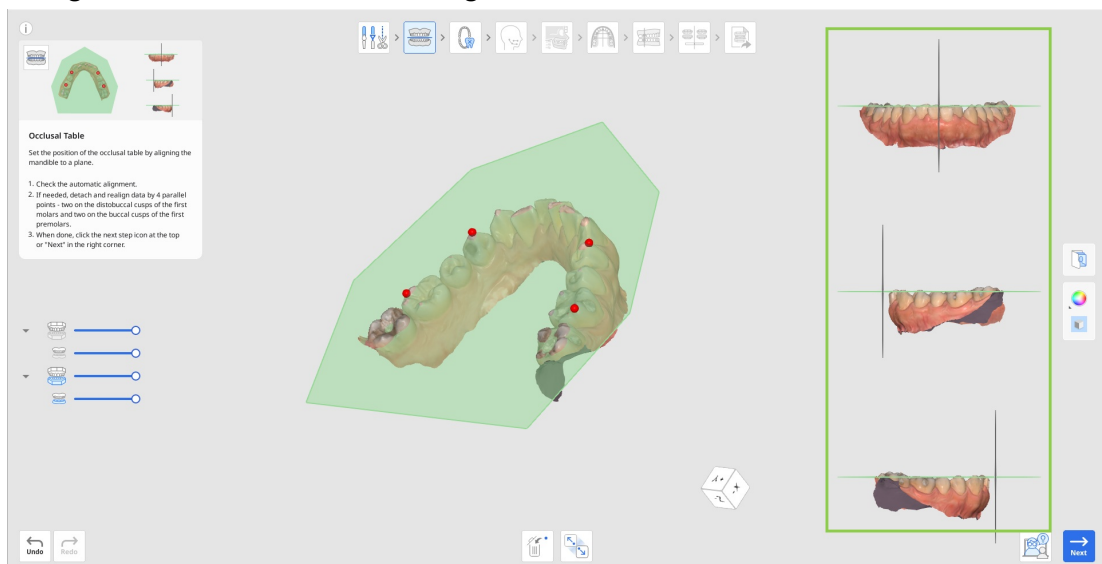 Occlusal Table
Set the position of the occlusal table by aligning the
mandible to a plane.
1. Check the automatic alignment.
2. If needed, detach and realign data by 4 parallel
points - two on the distobuccal cusps of the first
molars and two on the buccal cusps of the first
premolars.
3. When done, click the next step icon at the top
or "Next" in the right corner.
Undo
Redo
Next